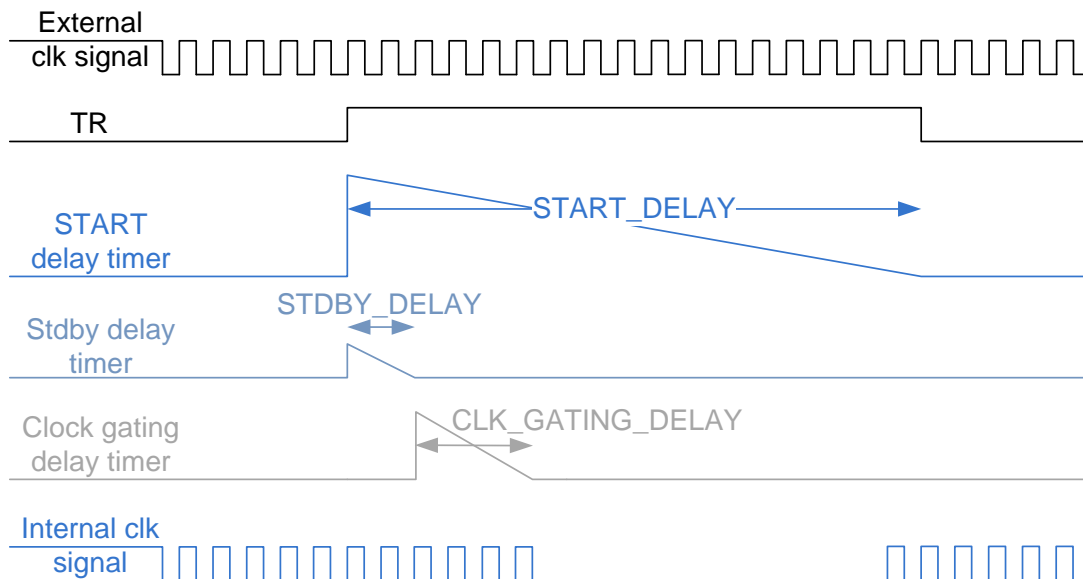 External
clk signal
TR
START_DELAY
START
delay timer
STDBY_DELAY
Stdby delay
timer
CLK_GATING_DELAY
Clock gating
delay timer
Internal clk
signal